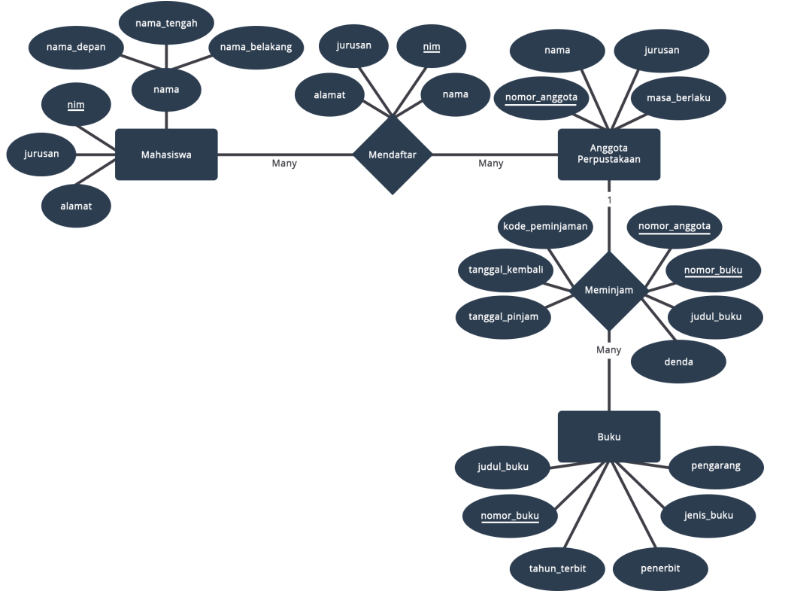 nama_tengah
nama_depan
nama_belakang
nama
nim
jurusan
alamat
Mahasiswa
Many
jurusan
nim
alamat
nama
Mendaftar
Many
nama
jurusan
nomor_anggota
masa_berlaku
Anggota
Perpustakaan
1
kode_peminjaman
nomor_anggota
tanggal_kembali
nomor_buku
Meminjam
tanggal_pinjam
judul_buku
denda
Many
Buku
judul_buku
pengarang
nomor_buku
jenis_buku
tahun_terbit
penerbit